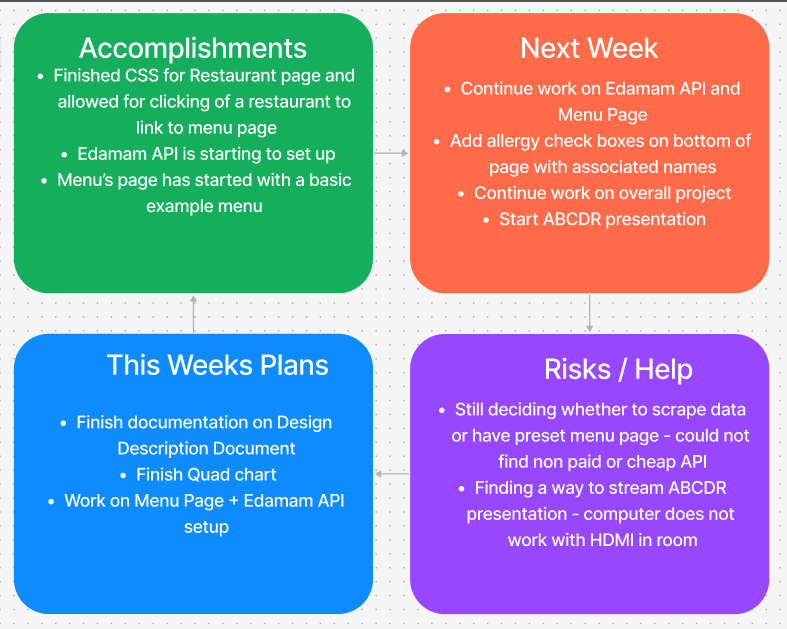 Accomplishments
• Finished CSS for Restaurant page and
allowed for clicking of a restaurant to
link to menu page
• Edamam API is starting to set up
• Menu’s page has started with a basic
example menu
Next Week
• Continue work on Edamam API and
Menu Page
• Add allergy check boxes on bottom of
page with associated names
• Continue work on overall project
• Start ABCDR presentation
This Weeks Plans
• Finish documentation on Design
Description Document
• Finish Quad chart
• Work on Menu Page + Edamam API
setup
Risks / Help
• Still deciding whether to scrape data
or have preset menu page - could not
find non paid or cheap API
• Finding a way to stream ABCDR
presentation - computer does not
work with HDMI in room